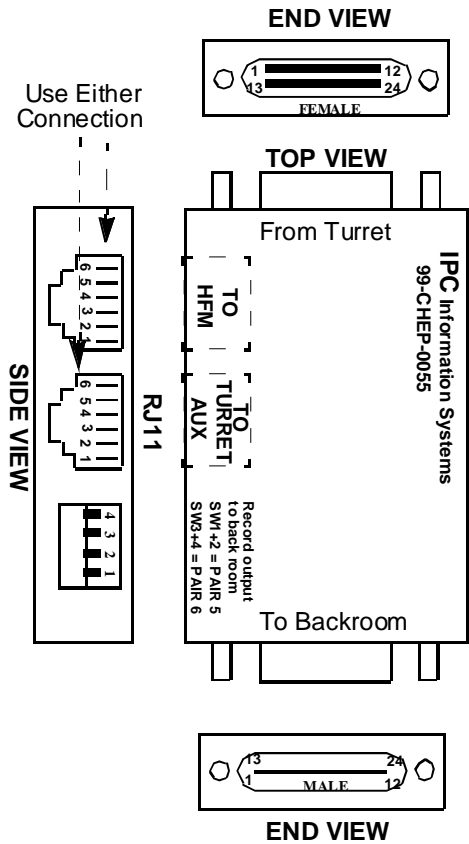 END VIEW
1 12
13 24
FEMALE
Use Either
Connection
TOP VIEW
From Turret
IPC Information Systems
99-CHEP-0055
TO
HFM
TO
TURRET
AUX
RJ11
SIDE VIEW
6 5 4 3 2 1
6 5 4 3 2 1
4 3 2 1
Record output
to back room
SW1+2 = PAIR 5
SW3+4 = PAIR 6
To Backroom
13 24
1 12
MALE
END VIEW